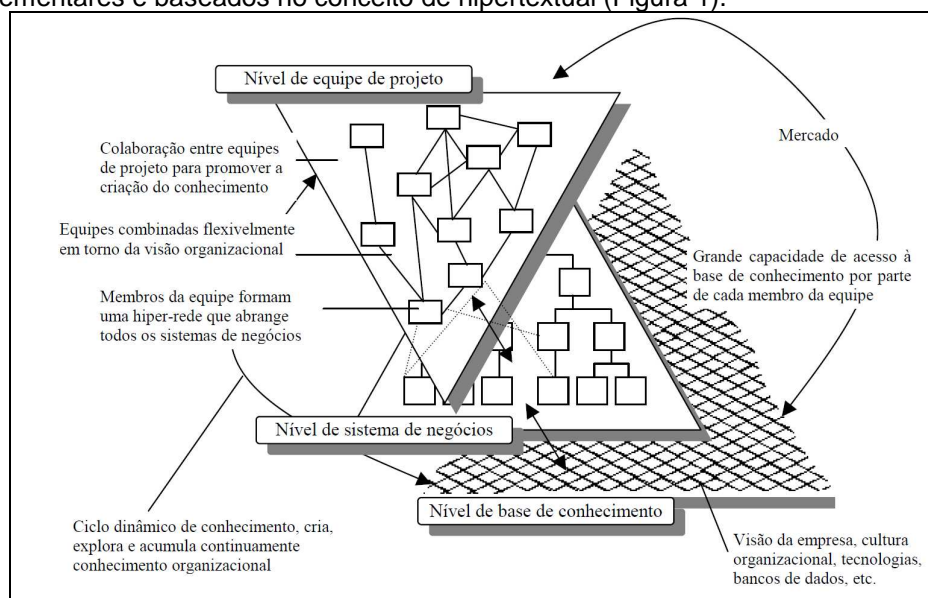 ementares e baseados no conceito de hipertextual (Figura 1).
Nível de equipe de projeto
Mercado
Colaboração entre equipes
de projeto para promover a
criação do conhecimento
Equipes combinadas flexivelmente
em torno da visão organizacional
Grande capacidade de acesso à
base de conhecimento por parte
de cada membro da equipe
Membros da equipe formam
uma hiper-rede que abrange
todos os sistemas de negócios
Nível de sistema de negócios
Nível de base de conhecimento
Ciclo dinâmico de conhecimento, cria,
explora e acumula continuamente
conhecimento organizacional
Visão da empresa, cultura
organizacional, tecnologias,
bancos de dados, etc.